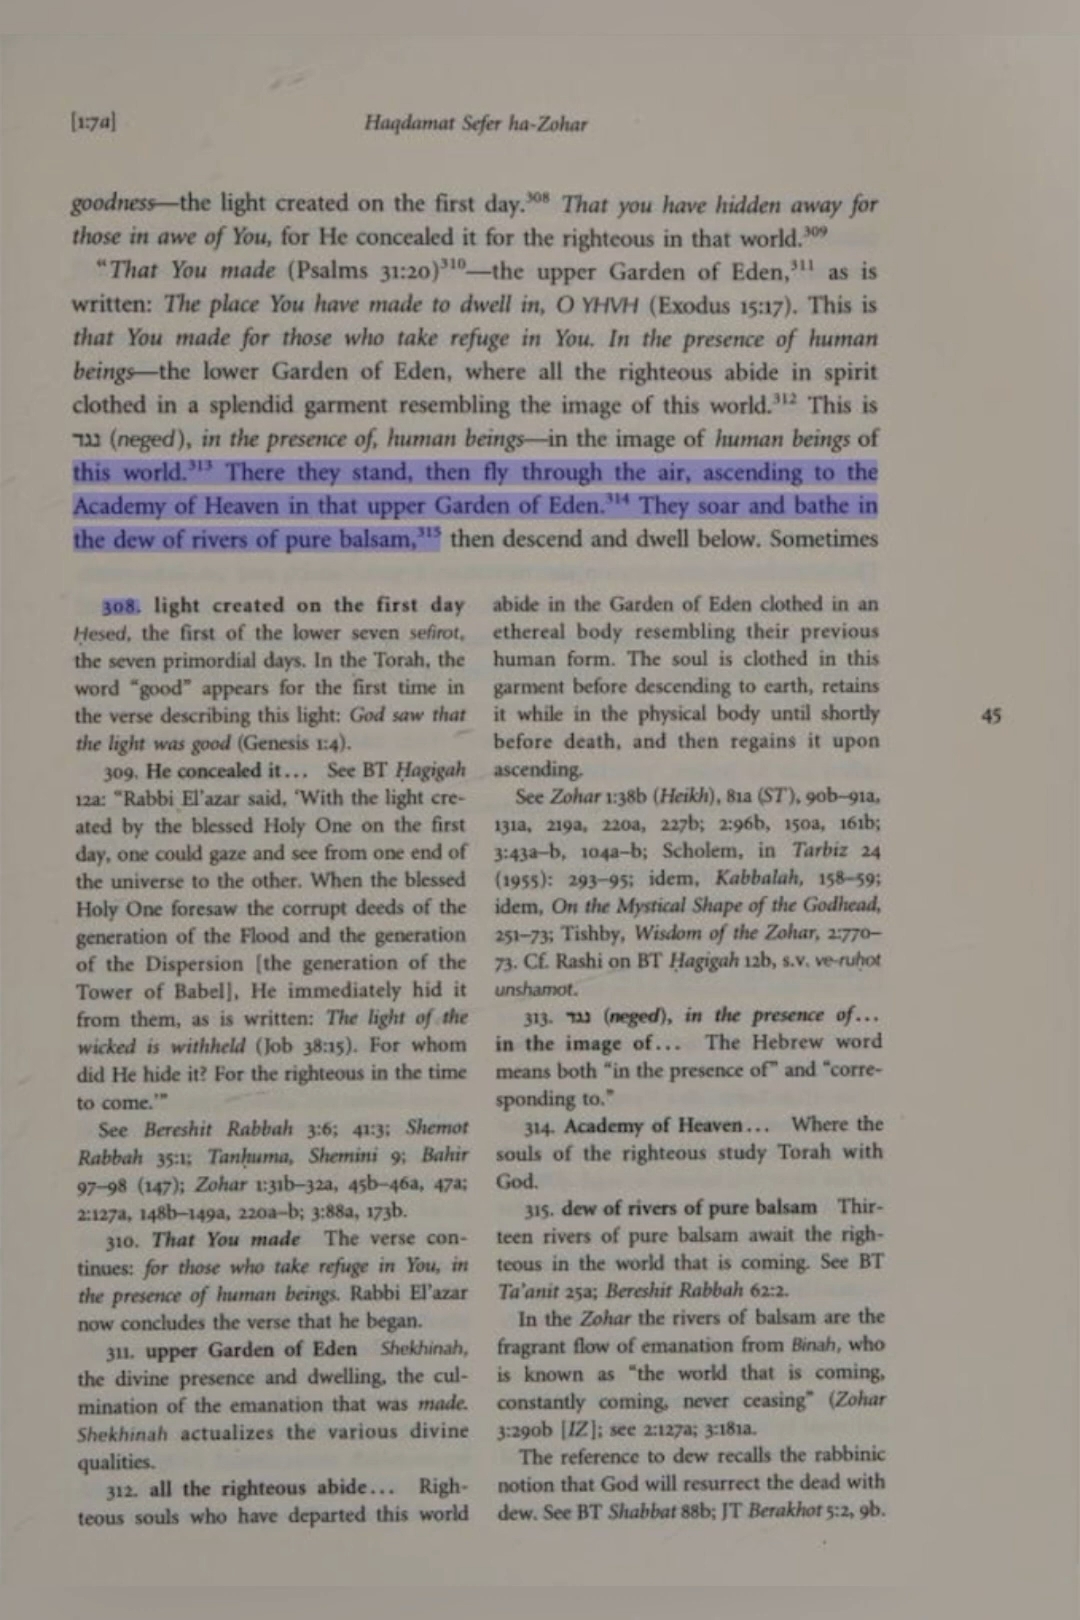 [1:7a] Haqdamat Sefer ha-Zohar
goodness—the light created on the first day.³⁰⁸ That you have hidden away for
those in awe of You, for He concealed it for the righteous in that world.³⁰⁹
“That You made (Psalms 31:20)³¹⁰—the upper Garden of Eden,³¹¹ as is
written: The place You have made to dwell in, O YHVH (Exodus 15:17). This is
that You made for those who take refuge in You. In the presence of human
beings—the lower Garden of Eden, where all the righteous abide in spirit
clothed in a splendid garment resembling the image of this world.³¹² This is
נגד (neged), in the presence of, human beings—in the image of human beings of
this world.³¹³ There they stand, then fly through the air, ascending to the
Academy of Heaven in that upper Garden of Eden.³¹⁴ They soar and bathe in
the dew of rivers of pure balsam,³¹⁵ then descend and dwell below. Sometimes
308. light created on the first day
Ḥesed, the first of the lower seven sefirot,
the seven primordial days. In the Torah, the
word “good” appears for the first time in
the verse describing this light: God saw that
the light was good (Genesis 1:4).
309. He concealed it... See BT Ḥagigah
12a: “Rabbi El’azar said, ‘With the light cre-
ated by the blessed Holy One on the first
day, one could gaze and see from one end of
the universe to the other. When the blessed
Holy One foresaw the corrupt deeds of the
generation of the Flood and the generation
of the Dispersion [the generation of the
Tower of Babel], He immediately hid it
from them, as is written: The light of the
wicked is withheld (Job 38:15). For whom
did He hide it? For the righteous in the time
to come.’”
See Bereshit Rabbah 3:6; 41:3; Shemot
Rabbah 35:1; Tanḥuma, Shemini 9; Bahir
97–98 (147); Zohar 1:31b–32a, 45b–46a, 47a;
2:127a, 148b–149a, 220a–b; 3:88a, 173b.
310. That You made The verse con-
tinues: for those who take refuge in You, in
the presence of human beings. Rabbi El’azar
now concludes the verse that he began.
311. upper Garden of Eden Shekhinah,
the divine presence and dwelling, the cul-
mination of the emanation that was made.
Shekhinah actualizes the various divine
qualities.
312. all the righteous abide... Righ-
teous souls who have departed this world
abide in the Garden of Eden clothed in an
ethereal body resembling their previous
human form. The soul is clothed in this
garment before descending to earth, retains
it while in the physical body until shortly
before death, and then regains it upon
ascending.
See Zohar 1:38b (Heikh), 81a (ST), 90b–91a,
131a, 219a, 220a, 227b; 2:96b, 150a, 161b;
3:43a–b, 104a–b; Scholem, in Tarbiz 24
(1955): 293–95; idem, Kabbalah, 158–59;
idem, On the Mystical Shape of the Godhead,
251–73; Tishby, Wisdom of the Zohar, 2:770–
73. Cf. Rashi on BT Ḥagigah 12b, s.v. ve-ruḥot
unshamot.
313. נגד (neged), in the presence of...
in the image of... The Hebrew word
means both “in the presence of” and “corre-
sponding to.”
314. Academy of Heaven... Where the
souls of the righteous study Torah with
God.
315. dew of rivers of pure balsam Thir-
teen rivers of pure balsam await the righ-
teous in the world that is coming. See BT
Ta’anit 25a; Bereshit Rabbah 62:2.
In the Zohar the rivers of balsam are the
fragrant flow of emanation from Binah, who
is known as “the world that is coming,
constantly coming, never ceasing” (Zohar
3:290b [IZ]; see 2:127a; 3:181a.
The reference to dew recalls the rabbinic
notion that God will resurrect the dead with
dew. See BT Shabbat 88b; JT Berakhot 5:2, 9b.
45